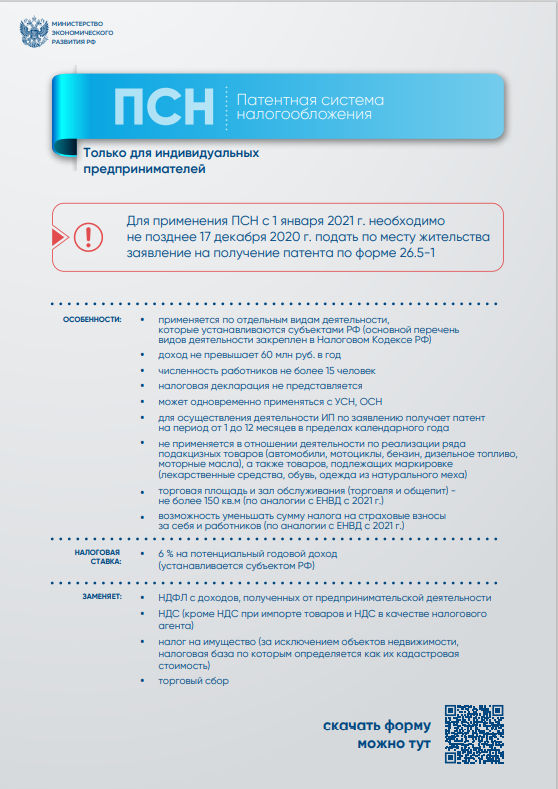 МИНИСТЕРСТВО
ЭКОНОМИЧЕСКОГО
РАЗВИТИЯ РФ
ПСН
Патентная система
налогообложения
Только для индивидуальных
предпринимателей
Для применения ПСН с 1 января 2021 г. необходимо
не позднее 17 декабря 2020 г. подать по месту жительства
заявление на получение патента по форме 26.5-1
ОСОБЕННОСТИ:
• применяется по отдельным видам деятельности,
которые устанавливаются субъектами РФ (основной перечень
видов деятельности закреплен в Налоговом Кодексе РФ)
• доход не превышает 60 млн руб. в год
• численность работников не более 15 человек
• налоговая декларация не представляется
• может одновременно применяться с УСН, ОСН
• для осуществления деятельности ИП по заявлению получает патент
на период от 1 до 12 месяцев в пределах календарного года
• не применяется в отношении деятельности по реализации ряда
подакцизных товаров (автомобили, мотоциклы, бензин, дизельное топливо,
моторные масла), а также товаров, подлежащих маркировке
(лекарственные средства, обувь, одежда из натурального меха)
• торговая площадь и зал обслуживания (торговля и общепит) -
не более 150 кв.м (по аналогии с ЕНВД с 2021 г.)
• возможность уменьшать сумму налога на страховые взносы
за себя и работников (по аналогии с ЕНВД с 2021 г.)
НАЛОГОВАЯ
СТАВКА:
• 6 % на потенциальный годовой доход
(устанавливается субъектом РФ)
ЗАМЕНЯЕТ:
• НДФЛ с доходов, полученных от предпринимательской деятельности
• НДС (кроме НДС при импорте товаров и НДС в качестве налогового
агента)
• налог на имущество (за исключением объектов недвижимости,
налоговая база по которым определяется как их кадастровая
стоимость)
• торговый сбор
скачать форму
можно тут